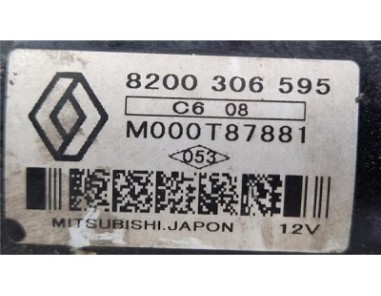 8200 306 595
C6 08
M000T87881
053
MITSUBISHI.JAPON 12V